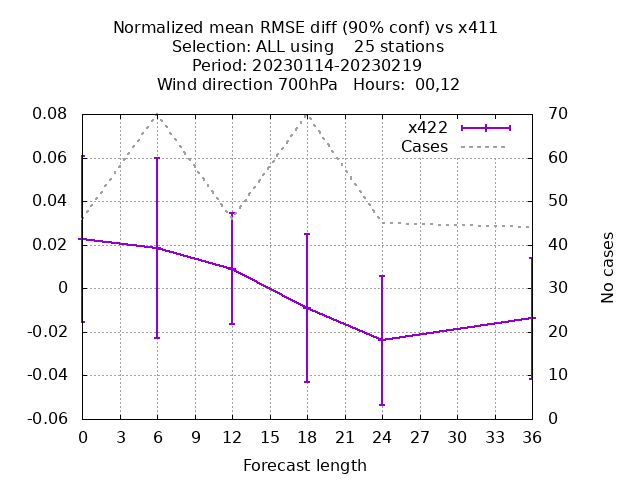 Normalized mean RMSE diff (90% conf) vs x411
Selection: ALL using    25 stations
Period: 20230114-20230219
Wind direction 700hPa   Hours:  00,12
x422
Cases
0.08
0.06
0.04
0.02
0
-0.02
-0.04
-0.06
70
60
50
40
30
20
10
0
No cases
0 3 6 9 12 15 18 21 24 27 30 33 36
Forecast length